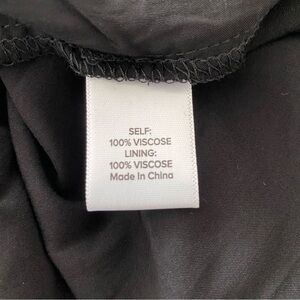 SELF:
100% VISCOSE
LINING:
100% VISCOSE
Made In China